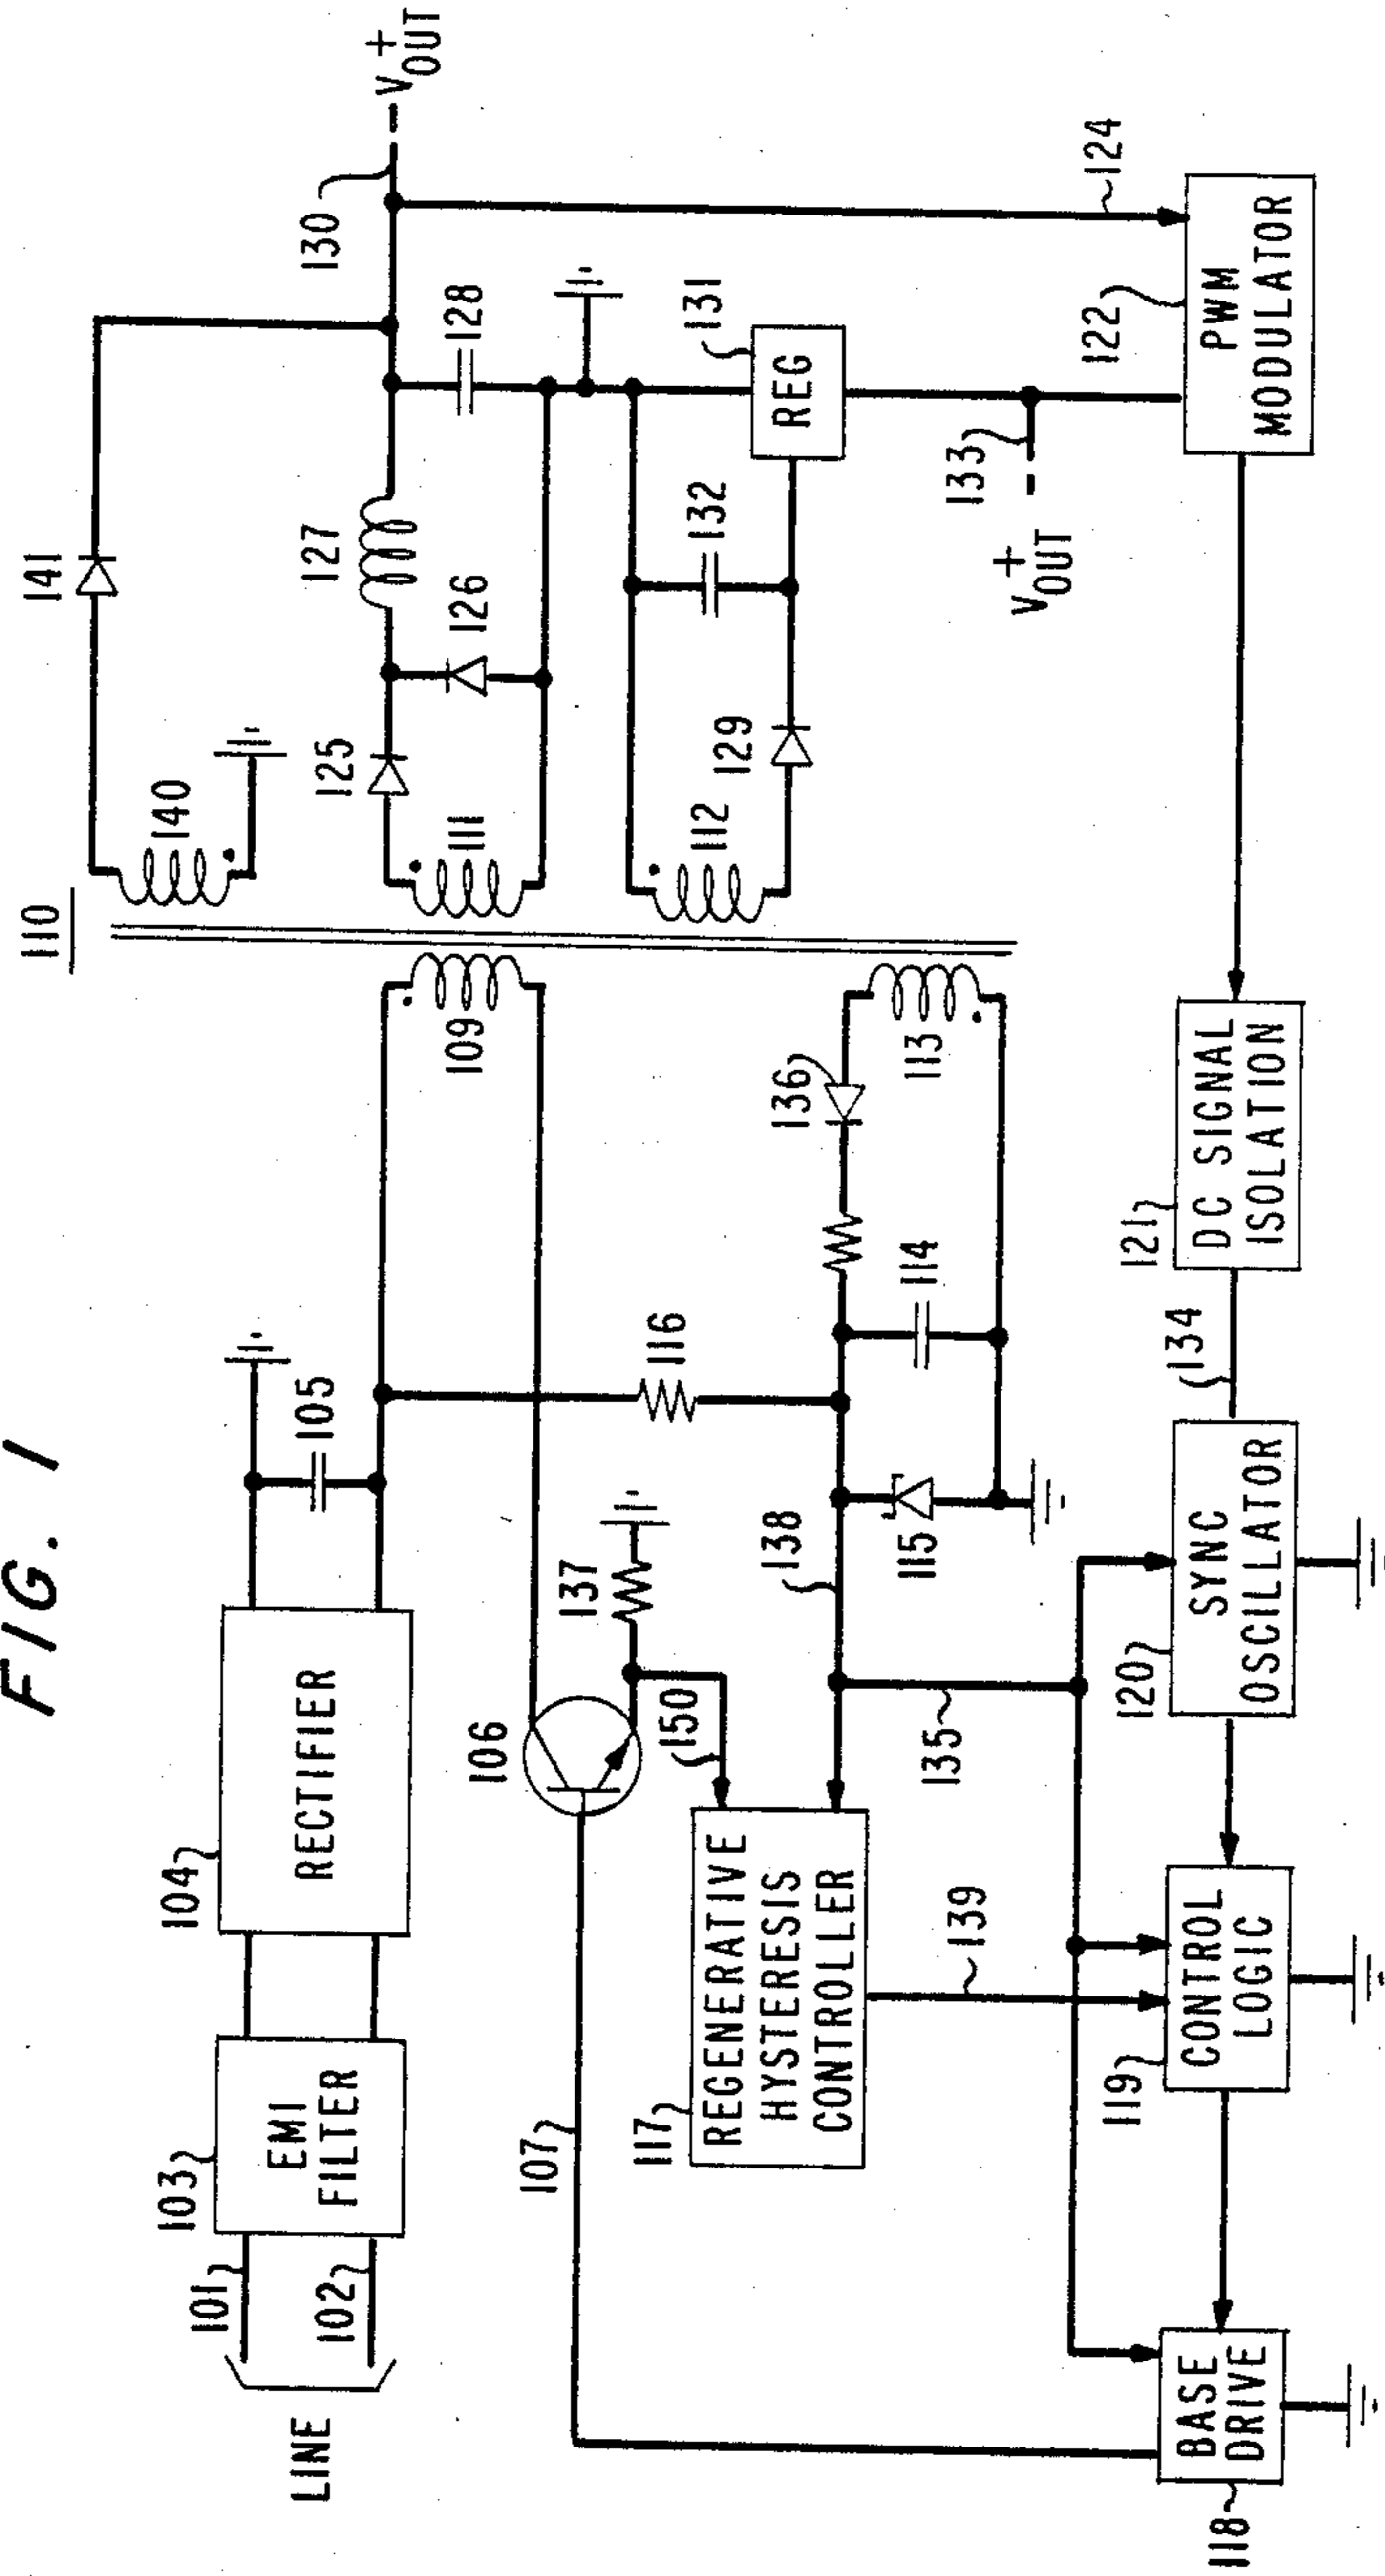 FIG. 1
110
141
140
130
V+OUT
127
125
126
128
111
104
RECTIFIER
105
103
EMI
FILTER
101
102
LINE
109
112
129
132
131
REG
106
137
150
116
133
V+OUT
124
107
117
REGENERATIVE
HYSTERESIS
CONTROLLER
138
115
114
136
113
139
135
122
PWM
MODULATOR
118
BASE
DRIVE
119
CONTROL
LOGIC
120
SYNC
OSCILLATOR
134
121
DC SIGNAL
ISOLATION